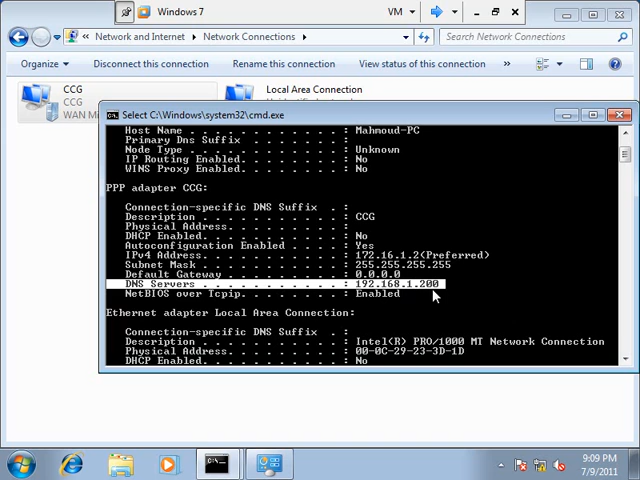 Windows 7
VM
Network and Internet
Network Connections
Search Network Connections
Organize
Disconnect this connection
Rename this connection
View status of this connection
»
CCG
CCG
WAN M
Local Area Connection
Select C:\Windows\system32\cmd.exe
Host Name . . . . . . . . . . . . : Mahmoud-PC
Primary Dns Suffix  . . . . . . . :
Node Type . . . . . . . . . . . . : Unknown
IP Routing Enabled. . . . . . . . : No
WINS Proxy Enabled. . . . . . . . : No
PPP adapter CCG:
Connection-specific DNS Suffix  . :
Description . . . . . . . . . . . : CCG
Physical Address. . . . . . . . . :
DHCP Enabled. . . . . . . . . . . : No
Autoconfiguration Enabled . . . . : Yes
IPv4 Address. . . . . . . . . . . : 172.16.1.2(Preferred)
Subnet Mask . . . . . . . . . . . : 255.255.255.255
Default Gateway . . . . . . . . . : 0.0.0.0
DNS Servers . . . . . . . . . . . : 192.168.1.200
NetBIOS over Tcpip. . . . . . . . : Enabled
Ethernet adapter Local Area Connection:
Connection-specific DNS Suffix  . :
Description . . . . . . . . . . . : Intel(R) PRO/1000 MT Network Connection
Physical Address. . . . . . . . . : 00-0C-29-23-3D-1D
DHCP Enabled. . . . . . . . . . . : No
9:09 PM
7/9/2011